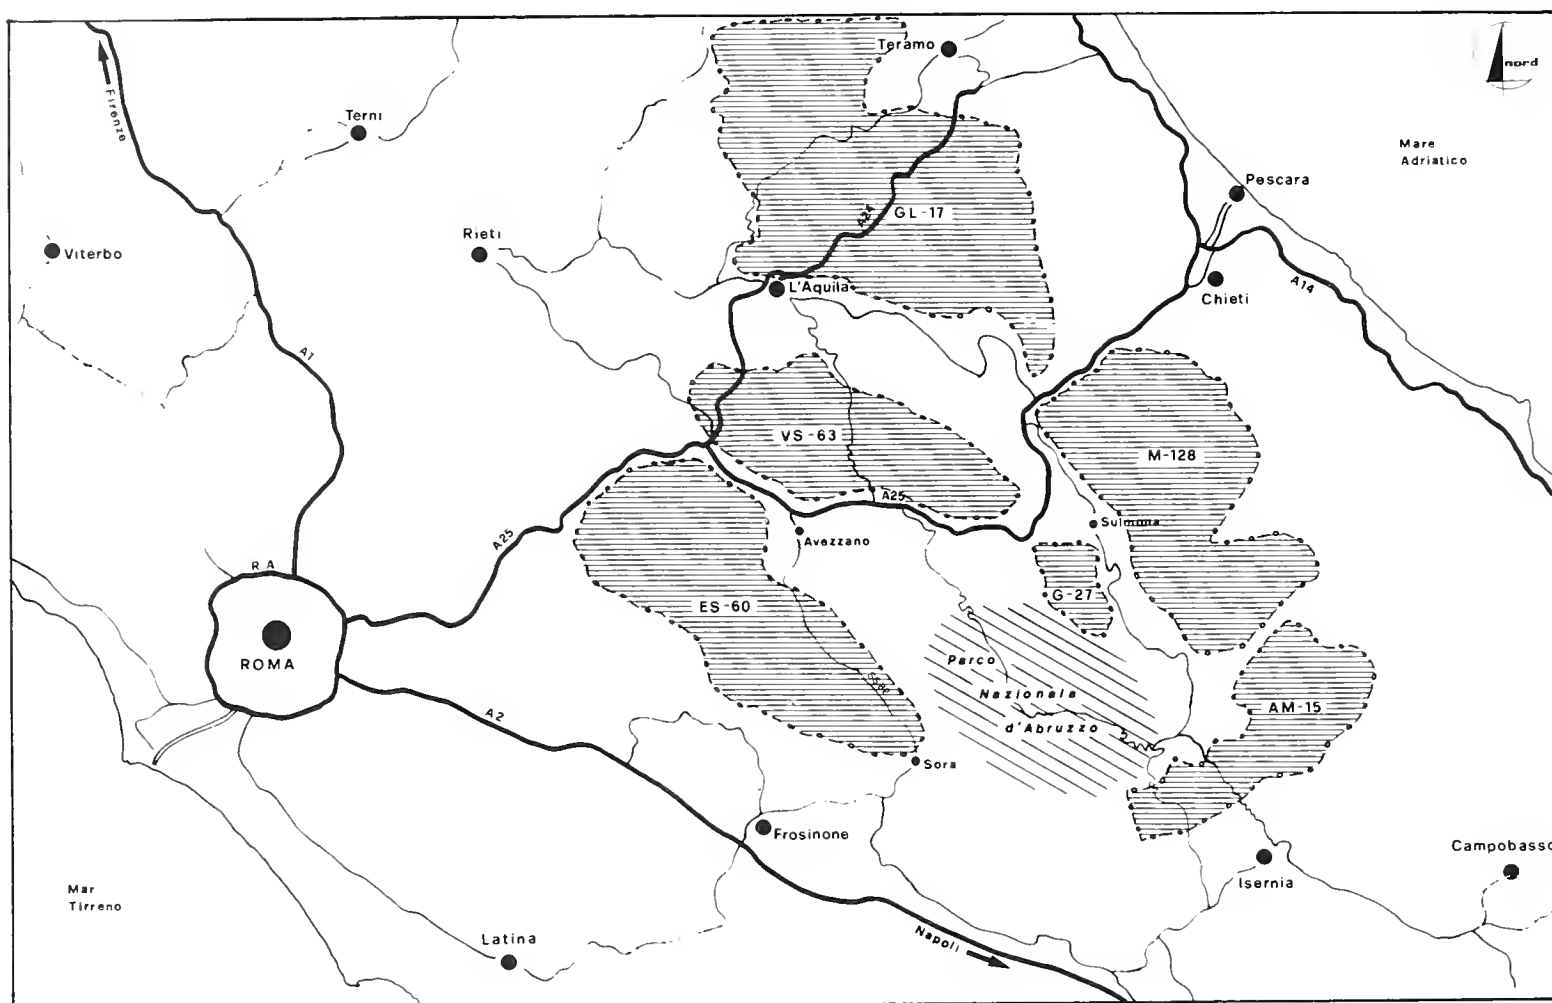 Teramo
nord
Firenze
Terni
Mare
Adriatico
Pescara
GL-17
A24
Rieti
Viterbo
L'Aquila
Chieti
A14
A1
VS-63
M-128
A25
A25
Sulmona
Avezzano
RA
G-27
ES-60
ROMA
Parco
Nazionale
d'Abruzzo
AM-15
A2
Sora
Frosinone
Campobasso
Isernia
Mar
Tirreno
Latina
Napoli